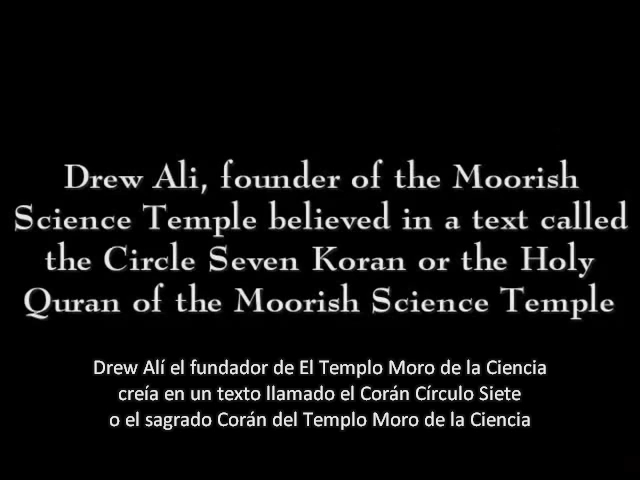 Drew Ali, founder of the Moorish
Science Temple believed in a text called
the Circle Seven Koran or the Holy
Quran of the Moorish Science Temple
Drew Alí el fundador de El Templo Moro de la Ciencia
creía en un texto llamado el Corán Círculo Siete
o el sagrado Corán del Templo Moro de la Ciencia